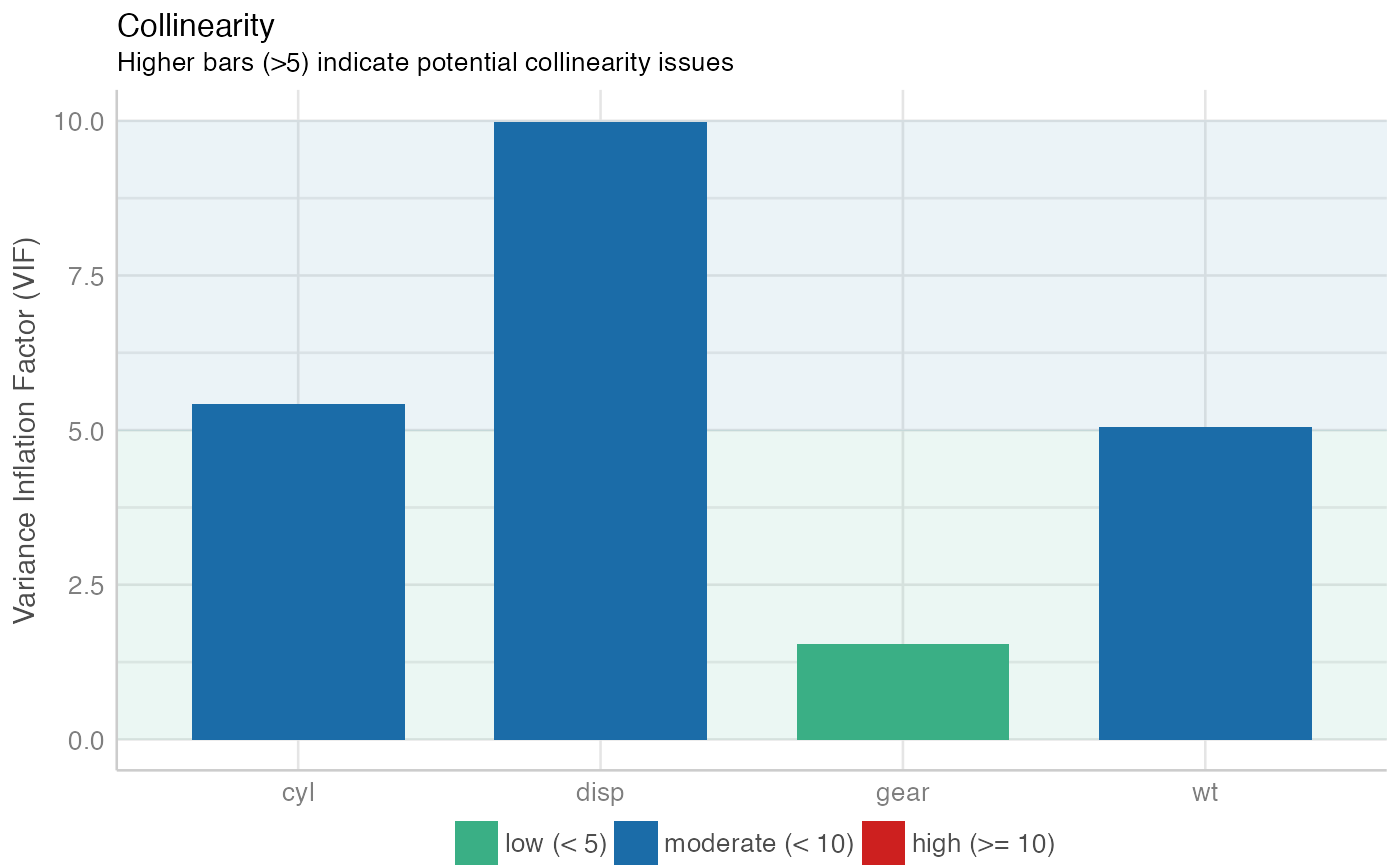 Collinearity
Higher bars (>5) indicate potential collinearity issues
Variance Inflation Factor (VIF)
10.0
7.5
5.0
2.5
0.0
cyl disp gear wt
low (< 5) moderate (< 10) high (>= 10)